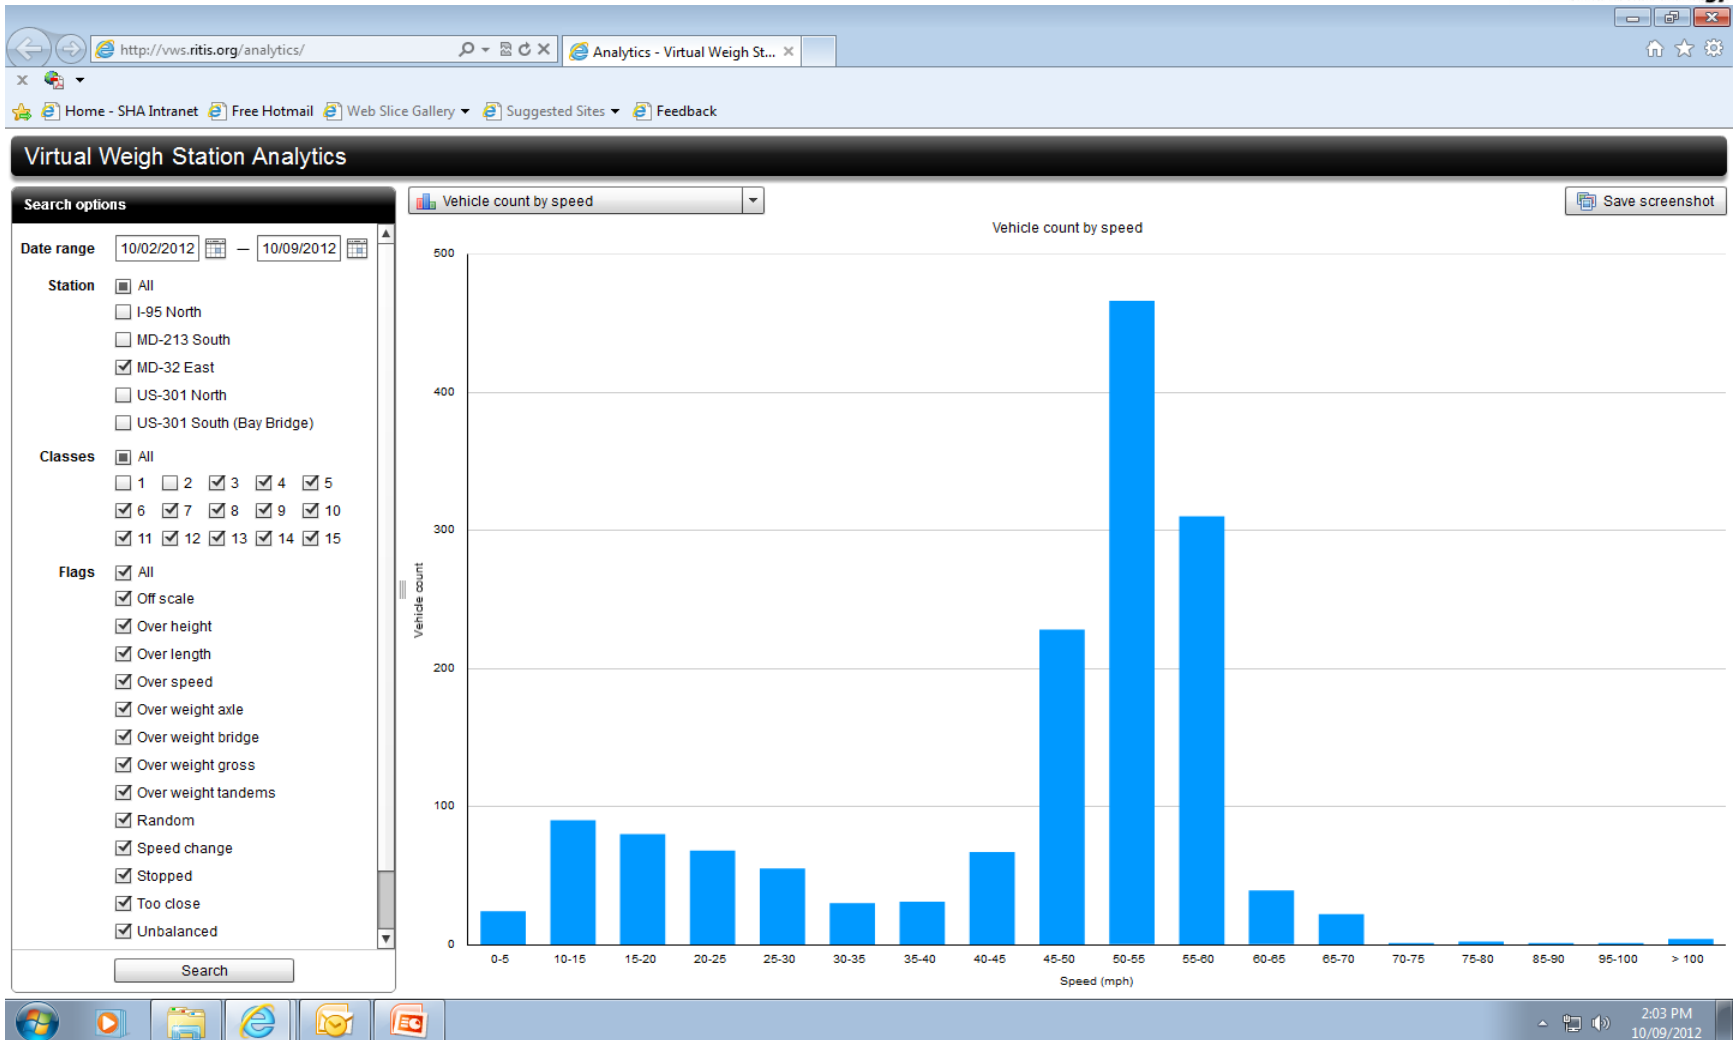 http://vws.ritis.org/analytics/
Analytics - Virtual Weigh St...
Home - SHA Intranet Free Hotmail Web Slice Gallery Suggested Sites Feedback
Virtual Weigh Station Analytics
Search options
Date range 10/02/2012 — 10/09/2012
Station All
I-95 North
MD-213 South
MD-32 East
US-301 North
US-301 South (Bay Bridge)
Classes All
1 2 3 4 5
6 7 8 9 10
11 12 13 14 15
Flags All
Off scale
Over height
Over length
Over speed
Over weight axle
Over weight bridge
Over weight gross
Over weight tandems
Random
Speed change
Stopped
Too close
Unbalanced
Search
Vehicle count by speed
Save screenshot
Vehicle count by speed
500
400
300
200
100
0
Vehicle count
0-5 10-15 15-20 20-25 25-30 30-35 35-40 40-45 45-50 50-55 55-60 60-65 65-70 70-75 75-80 85-90 95-100 > 100
Speed (mph)
2:03 PM
10/09/2012